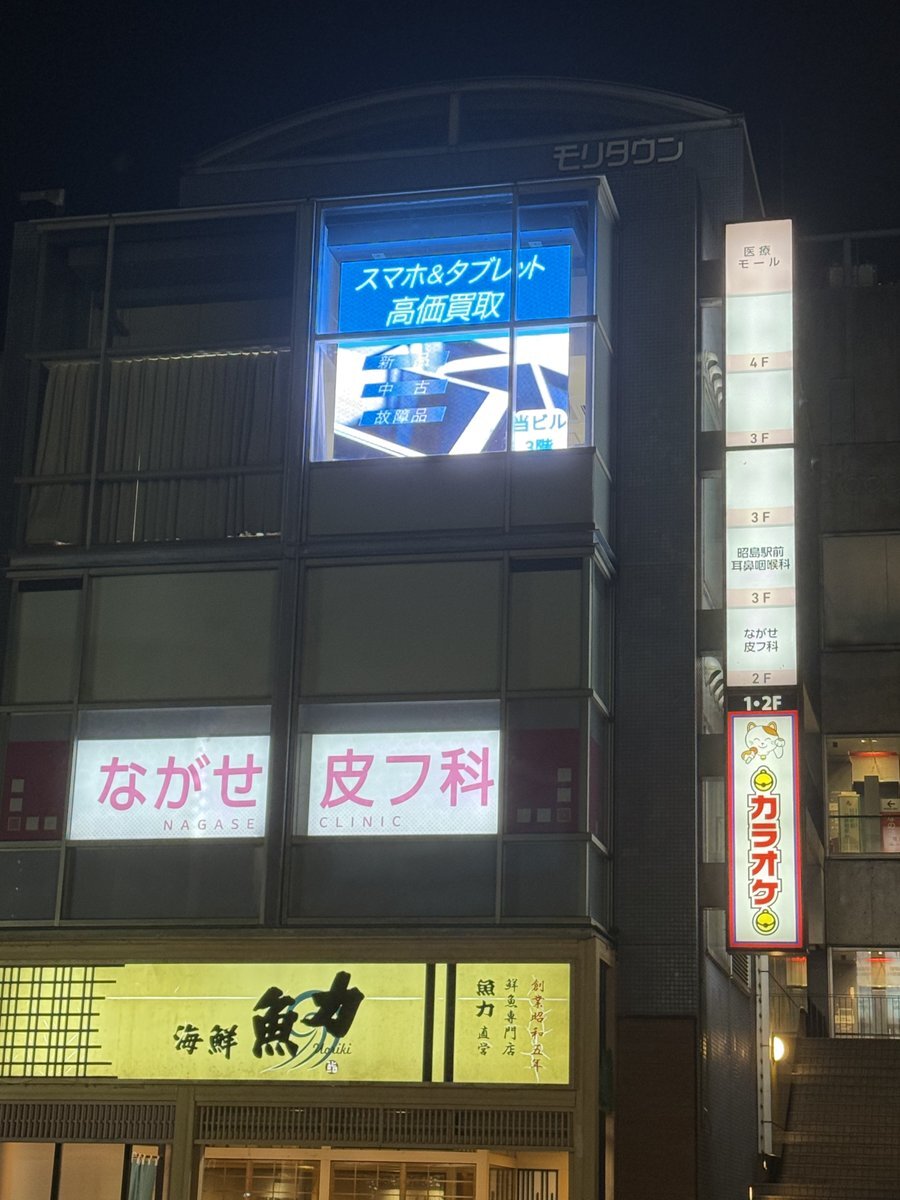 モリタウン
スマホ&タブレット
高価買取
新品
中古
故障品
当ビル
3階
医療
モール
4F
3F
3F
昭島駅前
耳鼻咽喉科
3F
ながせ
皮フ科
2F
1・2F
カラオケ
ながせ 皮フ科
NAGASE CLINIC
海鮮 魚力
Uoriki
創業昭和五年
鮮魚専門店
魚力 直営